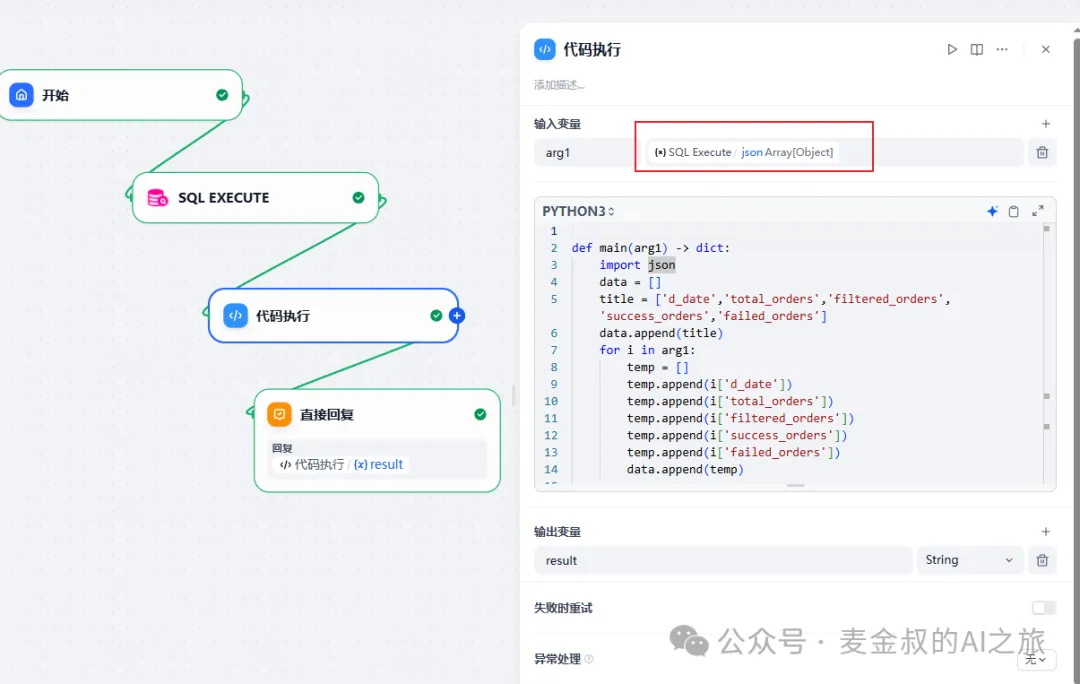 开始
SQL EXECUTE
代码执行
直接回复
回复
代码执行 / {x} result
代码执行
添加描述...
输入变量
arg1
SQL Execute / json Array[Object]
PYTHON3
1
2 def main(arg1) -> dict:
3 import json
4 data = []
5 title = ['d_date','total_orders','filtered_orders',
'success_orders','failed_orders']
6 data.append(title)
7 for i in arg1:
8 temp = []
9 temp.append(i['d_date'])
10 temp.append(i['total_orders'])
11 temp.append(i['filtered_orders'])
12 temp.append(i['success_orders'])
13 temp.append(i['failed_orders'])
14 data.append(temp)
输出变量
result
String
失败时重试
异常处理
无
公众号 · 麦金叔的AI之旅